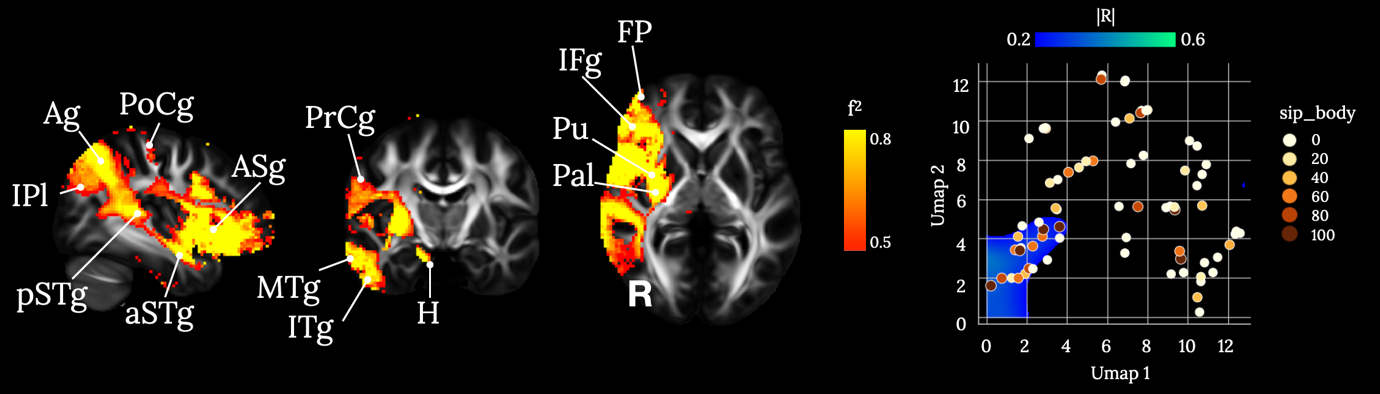 Ag
PoCg
ASg
IPl
pSTg
aSTg
PrCg
MTg
ITg
H
FP
IFg
Pu
Pal
R
f²
0.8
0.5
|R|
0.2
0.6
12
10
8
6
4
2
0
Umap 2
0 2 4 6 8 10 12
Umap 1
sip_body
0
20
40
60
80
100